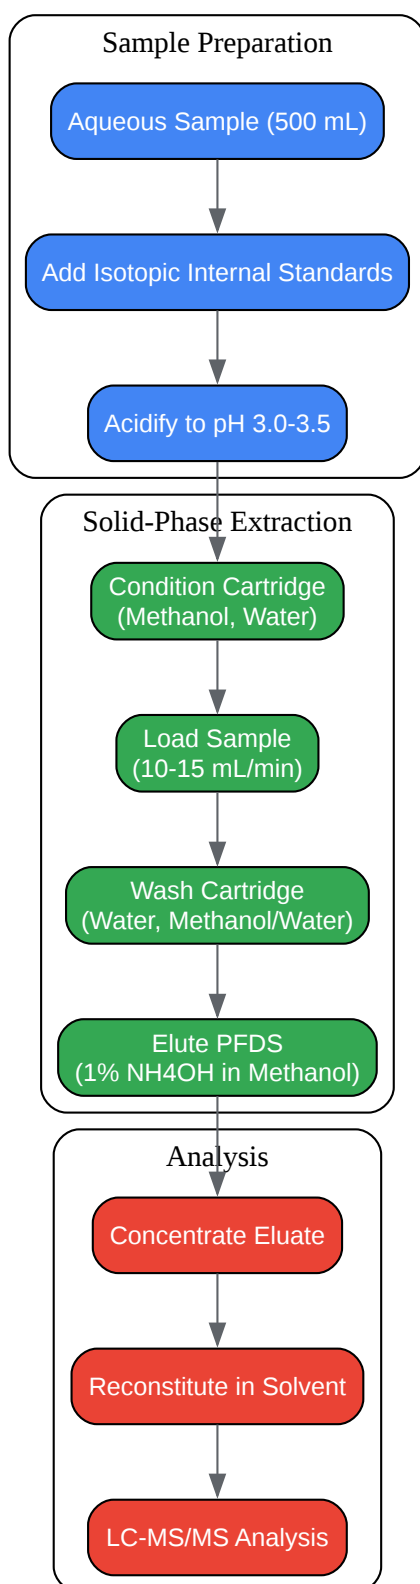 Sample Preparation
Aqueous Sample (500 mL)
Add Isotopic Internal Standards
Acidify to pH 3.0-3.5
Solid-Phase Extraction
Condition Cartridge
(Methanol, Water)
Load Sample
(10-15 mL/min)
Wash Cartridge
(Water, Methanol/Water)
Elute PFDS
(1% NH4OH in Methanol)
Analysis
Concentrate Eluate
Reconstitute in Solvent
LC-MS/MS Analysis